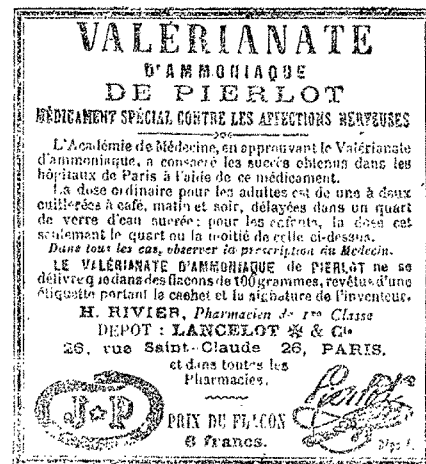 VALÉRIANATE
D'AMMONIAQUE
DE PIERLOT
MÉDICAMENT SPÉCIAL CONTRE LES AFFECTIONS NERVEUSES
L'Académie de Médecine, en approuvant le Valérianate
d'ammoniaque, a consacré les succès obtenus dans les
hôpitaux de Paris à l'aide de ce médicament.
La dose ordinaire pour les adultes est de une à deux
cuillerées à café, matin et soir, délayées dans un quart
de verre d'eau sucrée; pour les enfants, la dose est
seulement le quart ou la moitié de celle ci-dessus.
Dans tous les cas, observer la prescription du Médecin.
LE VALÉRIANATE D'AMMONIAQUE de PIERLOT ne se
délivre que dans des flacons de 100 grammes, revêtus d'une
étiquette portant le cachet et la signature de l'inventeur.
H. RIVIER, Pharmacien de 1re Classe
DEPOT : LANCELOT & Cie
26, rue Saint-Claude 26, PARIS.
et dans toutes les
Pharmacies.
J P
PRIX DU FLACON
6 francs.
Pierlot